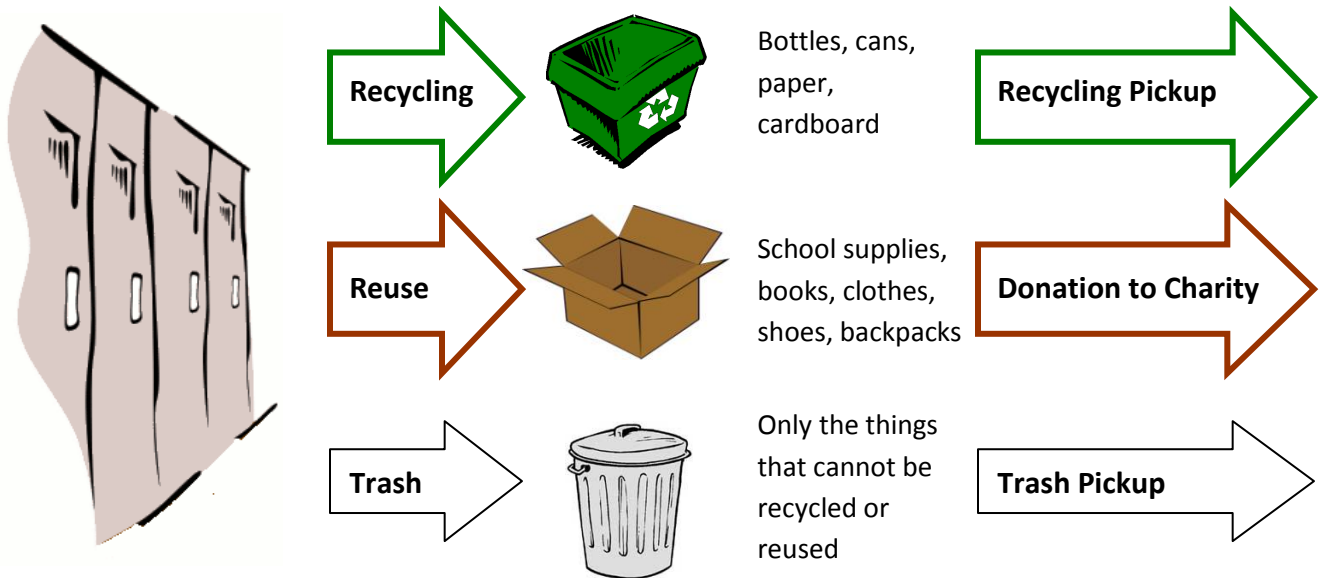 Recycling
Bottles, cans,
paper,
cardboard
Recycling Pickup
Reuse
School supplies,
books, clothes,
shoes, backpacks
Donation to Charity
Trash
Only the things
that cannot be
recycled or
reused
Trash Pickup